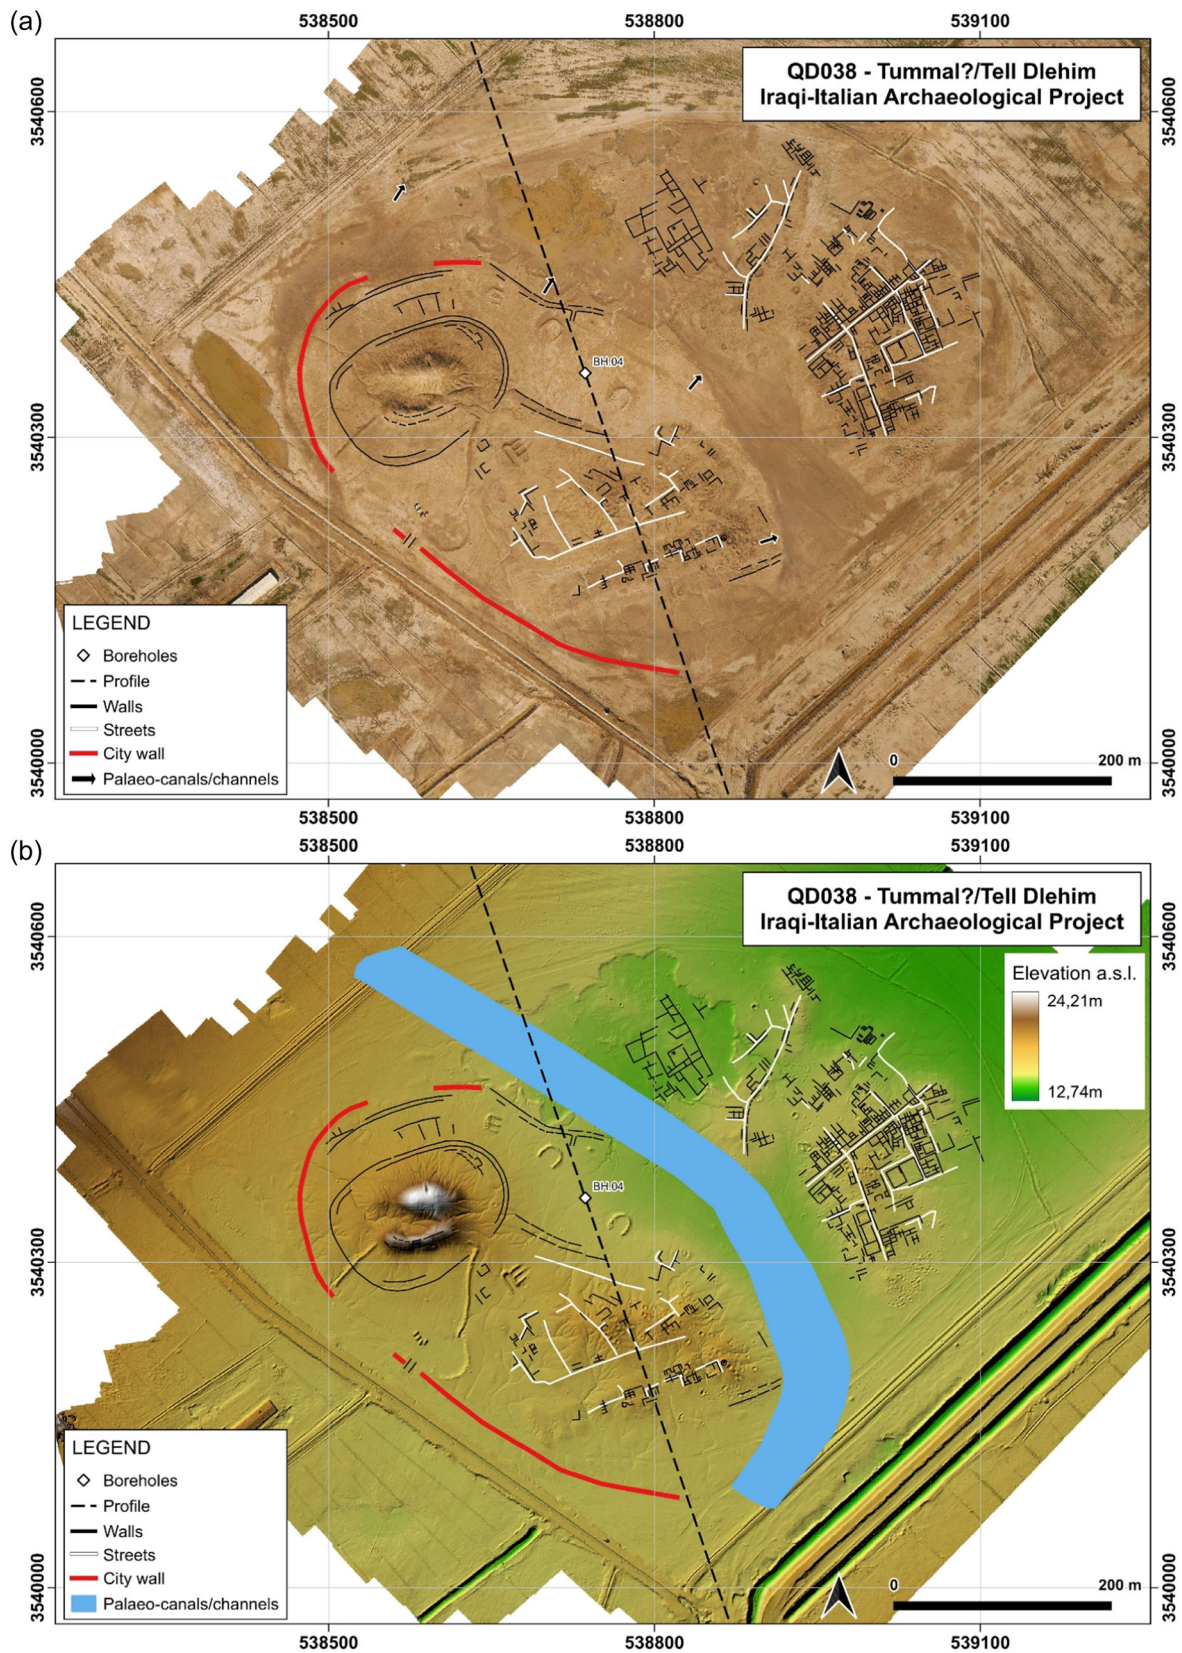 (a)
538500 538800 539100
QD038 - Tummal?/Tell Dlehim
Iraqi-Italian Archaeological Project
3540600 3540600
BH.04
3540300 3540300
LEGEND
Boreholes
Profile
Walls
Streets
City wall
Palaeo-canals/channels
3540000 3540000
0 200 m
538500 538800 539100
(b)
538500 538800 539100
QD038 - Tummal?/Tell Dlehim
Iraqi-Italian Archaeological Project
3540600 3540600
Elevation a.s.l.
24,21m
12,74m
BH.04
3540300 3540300
LEGEND
Boreholes
Profile
Walls
Streets
City wall
Palaeo-canals/channels
3540000 3540000
0 200 m
538500 538800 539100